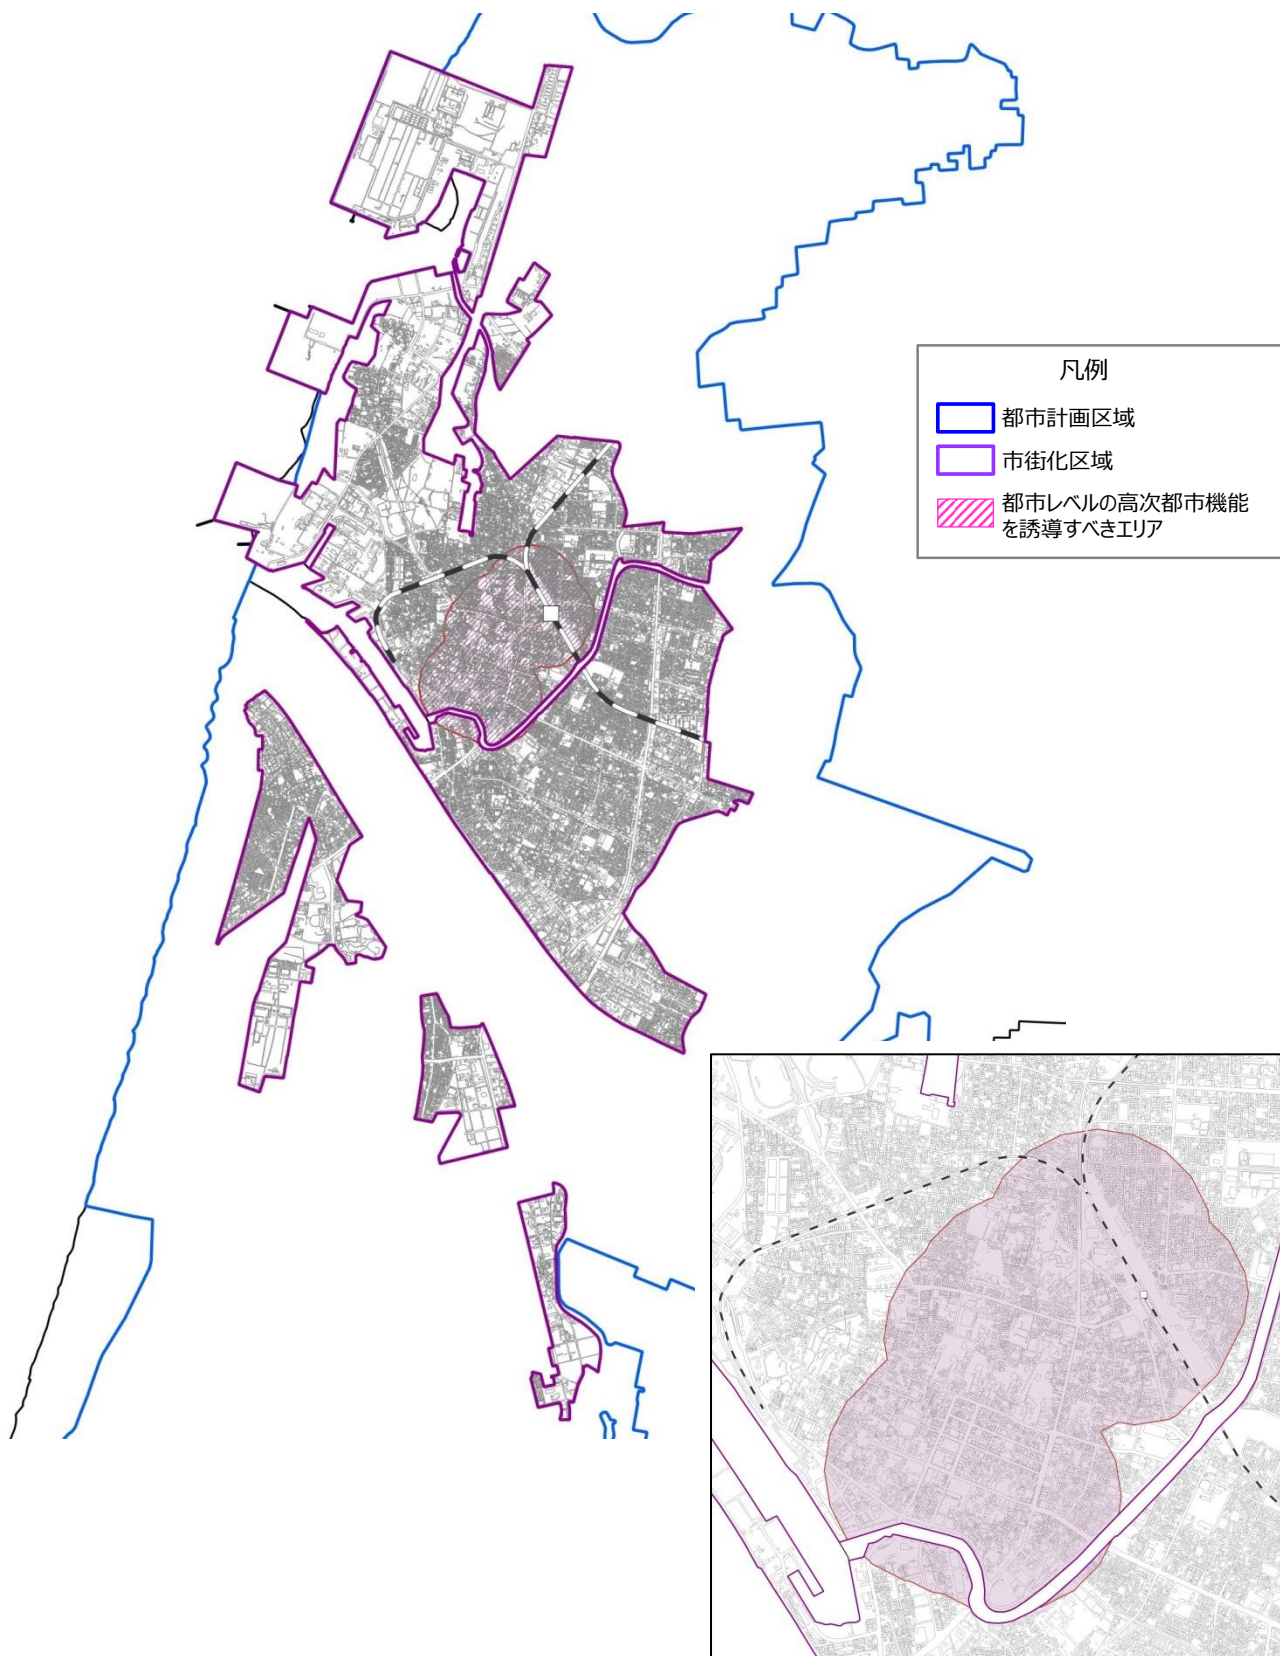 凡例
都市計画区域
市街化区域
都市レベルの高次都市機能
を誘導すべきエリア